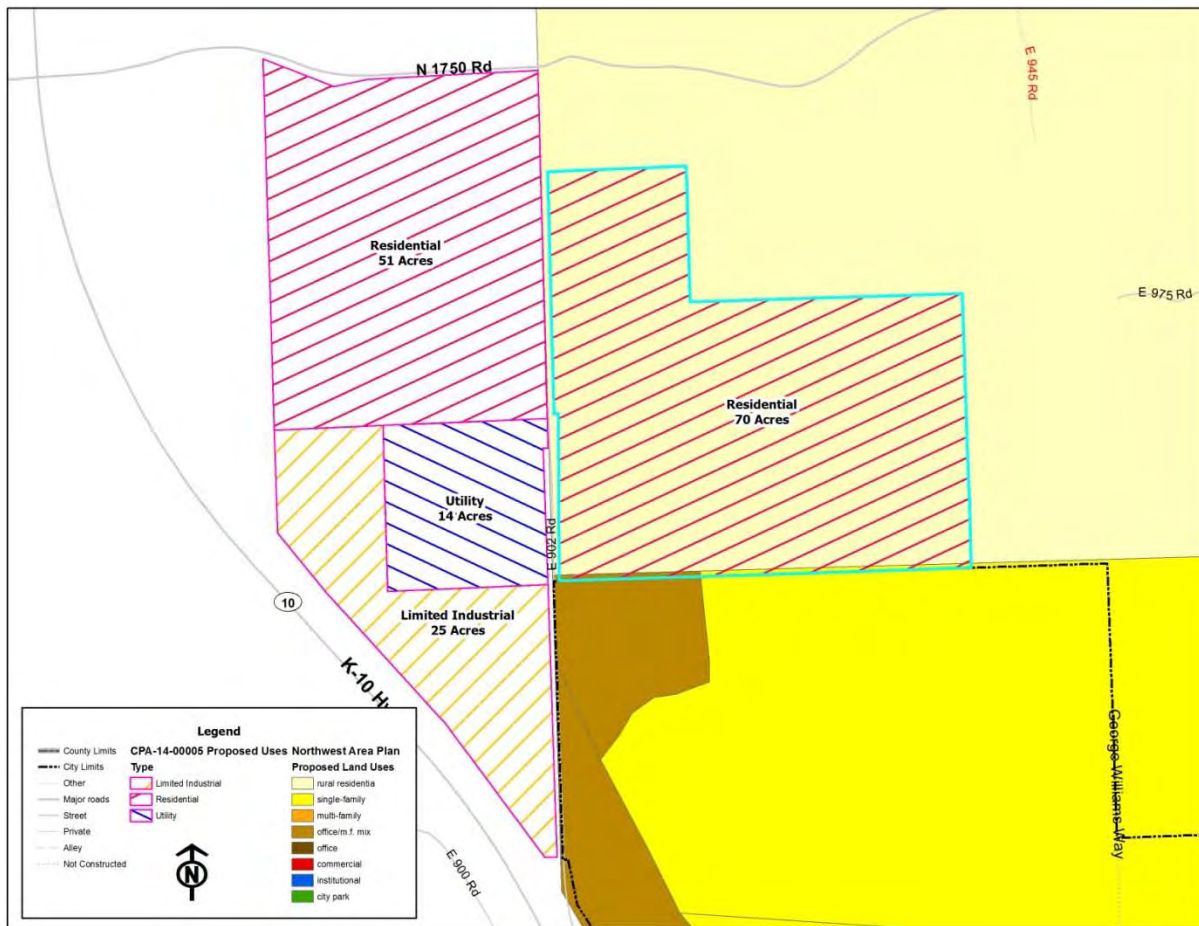 N 1750 Rd
E 945 Rd
Residential
51 Acres
E 975 Rd
Residential
70 Acres
Utility
14 Acres
E 902 Rd
Limited Industrial
25 Acres
10
K-10 H
George Williams Way
E 900 Rd
Legend
County Limits
City Limits
Other
Major roads
Street
Private
Alley
Not Constructed
CPA-14-00005 Proposed Uses
Type
Limited Industrial
Residential
Utility
N
Northwest Area Plan
Proposed Land Uses
rural residentia
single-family
multi-family
office/m.f. mix
office
commercial
institutional
city park